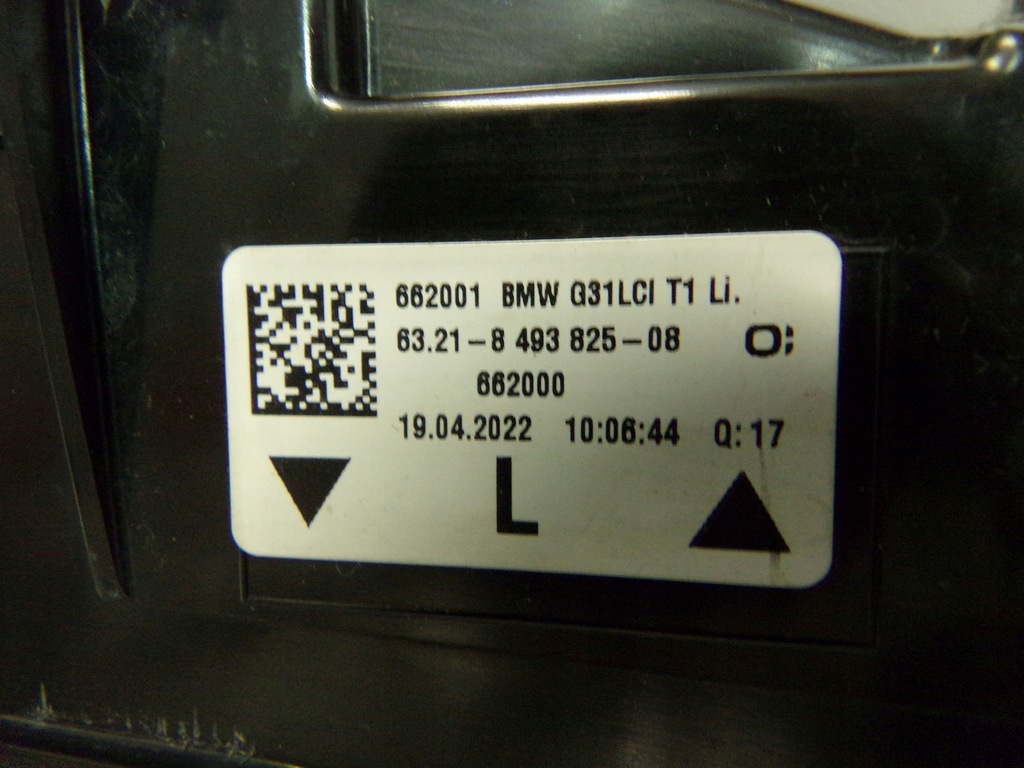 662001 BMW G31LCI T1 Li.
63.21-8 493 825-08 O;
662000
19.04.2022 10:06:44 Q:17
L